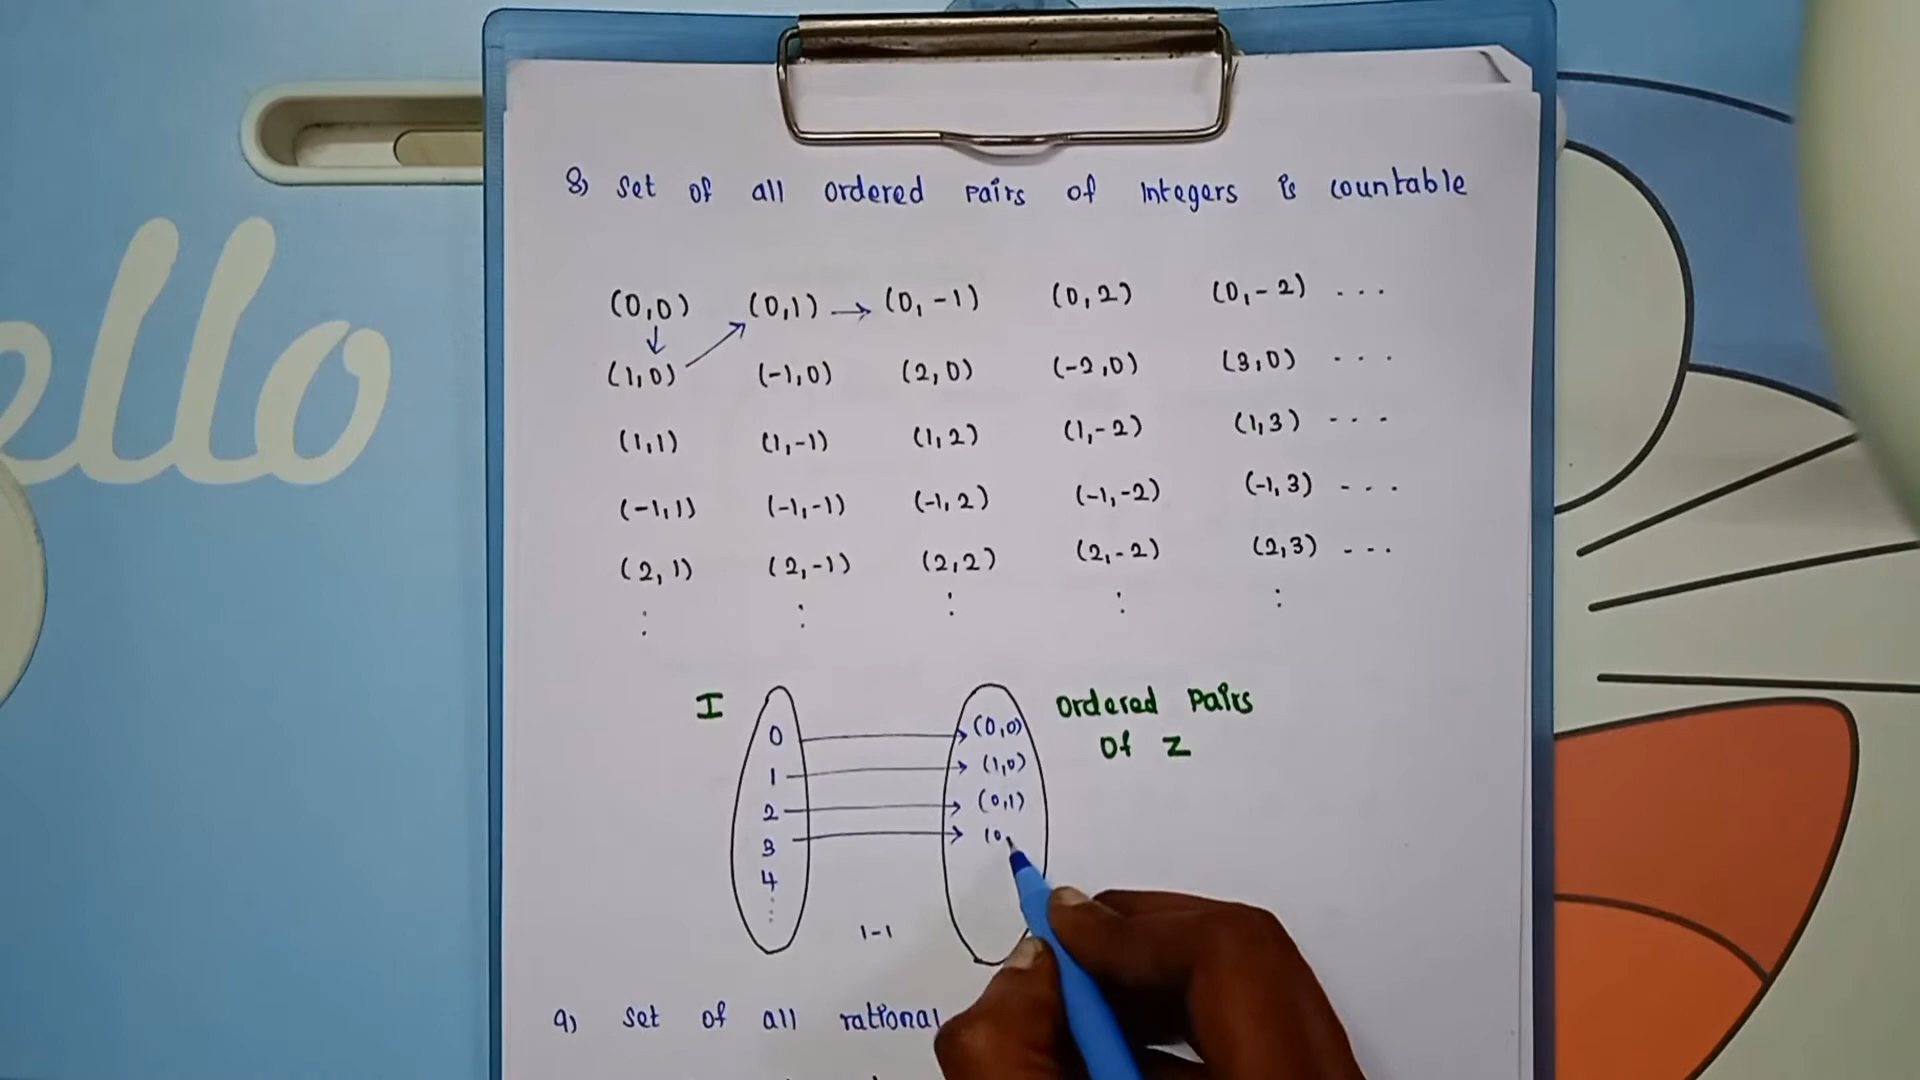 ello
8) Set of all ordered pairs of Integers is countable
(0,0) (0,1) → (0,-1) (0,2) (0,-2) ...
(1,0) (-1,0) (2,0) (-2,0) (3,0) ...
(1,1) (1,-1) (1,2) (1,-2) (1,3) ...
(-1,1) (-1,-1) (-1,2) (-1,-2) (-1,3) ...
(2,1) (2,-1) (2,2) (2,-2) (2,3) ...
: : : : :
I ordered pairs
of Z
0 → (0,0)
1 → (1,0)
2 → (0,1)
3 → (0,
4
1-1
9) Set of all rational